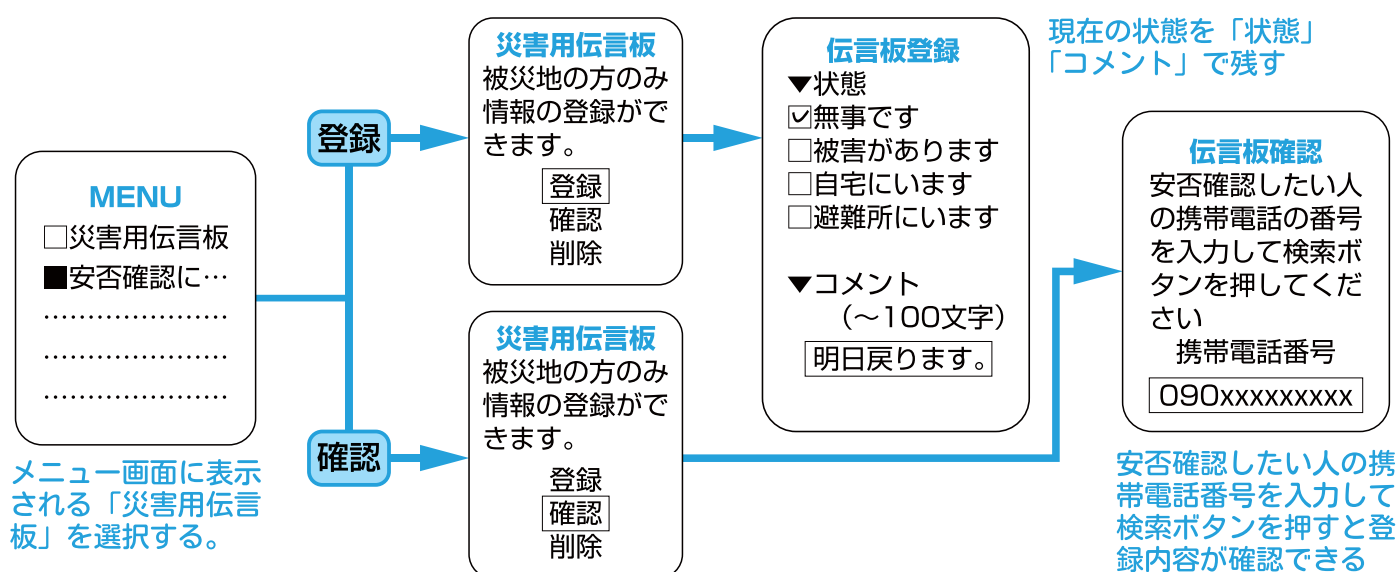 MENU
□災害用伝言板
■安否確認に…
…………………
…………………
…………………
メニュー画面に表示
される「災害用伝言
板」を選択する。
登録
災害用伝言板
被災地の方のみ
情報の登録がで
きます。
登録
確認
削除
伝言板登録
▼状態
☑無事です
□被害があります
□自宅にいます
□避難所にいます
▼コメント
（～100文字）
明日戻ります。
現在の状態を「状態」
「コメント」で残す
確認
災害用伝言板
被災地の方のみ
情報の登録がで
きます。
登録
確認
削除
伝言板確認
安否確認したい人
の携帯電話の番号
を入力して検索ボ
タンを押してくだ
さい
携帯電話番号
090xxxxxxxxxx
安否確認したい人の携
帯電話番号を入力して
検索ボタンを押すと登
録内容が確認できる